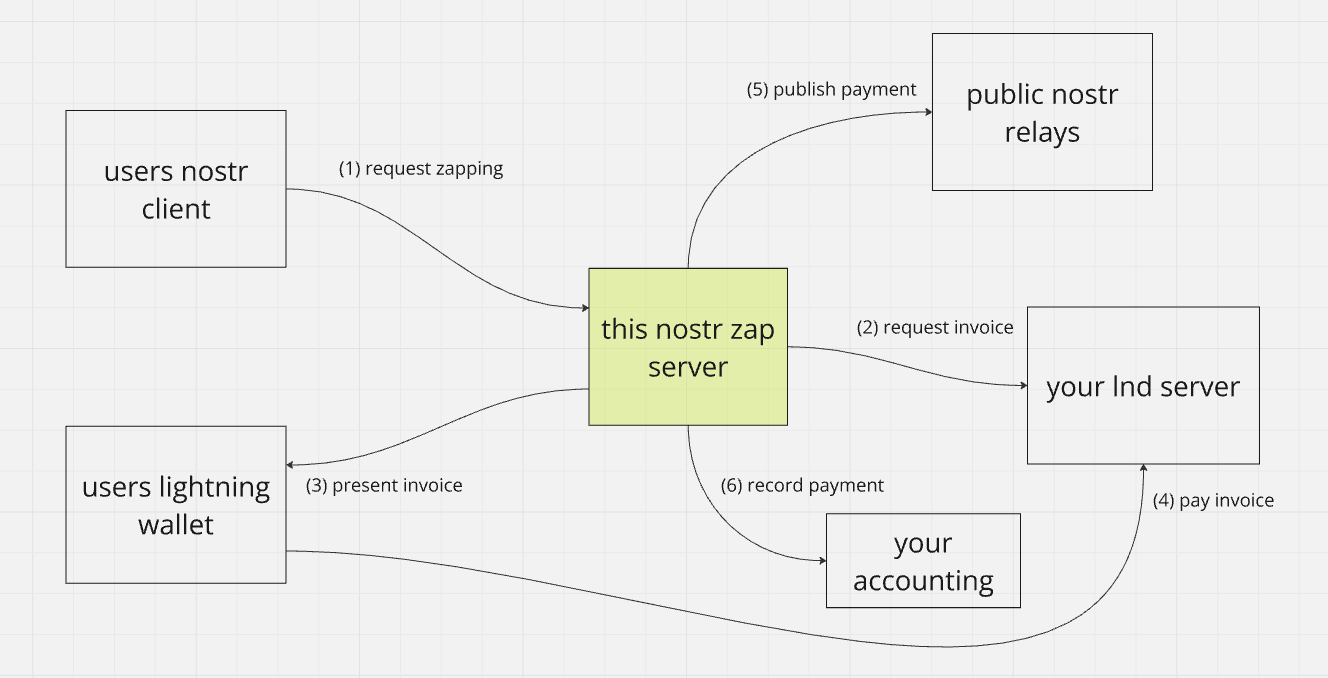 (5) publish payment
public nostr
relays
users nostr
client
(1) request zapping
this nostr zap
server
(2) request invoice
your lnd server
users lightning
wallet
(3) present invoice
(6) record payment
(4) pay invoice
your
accounting